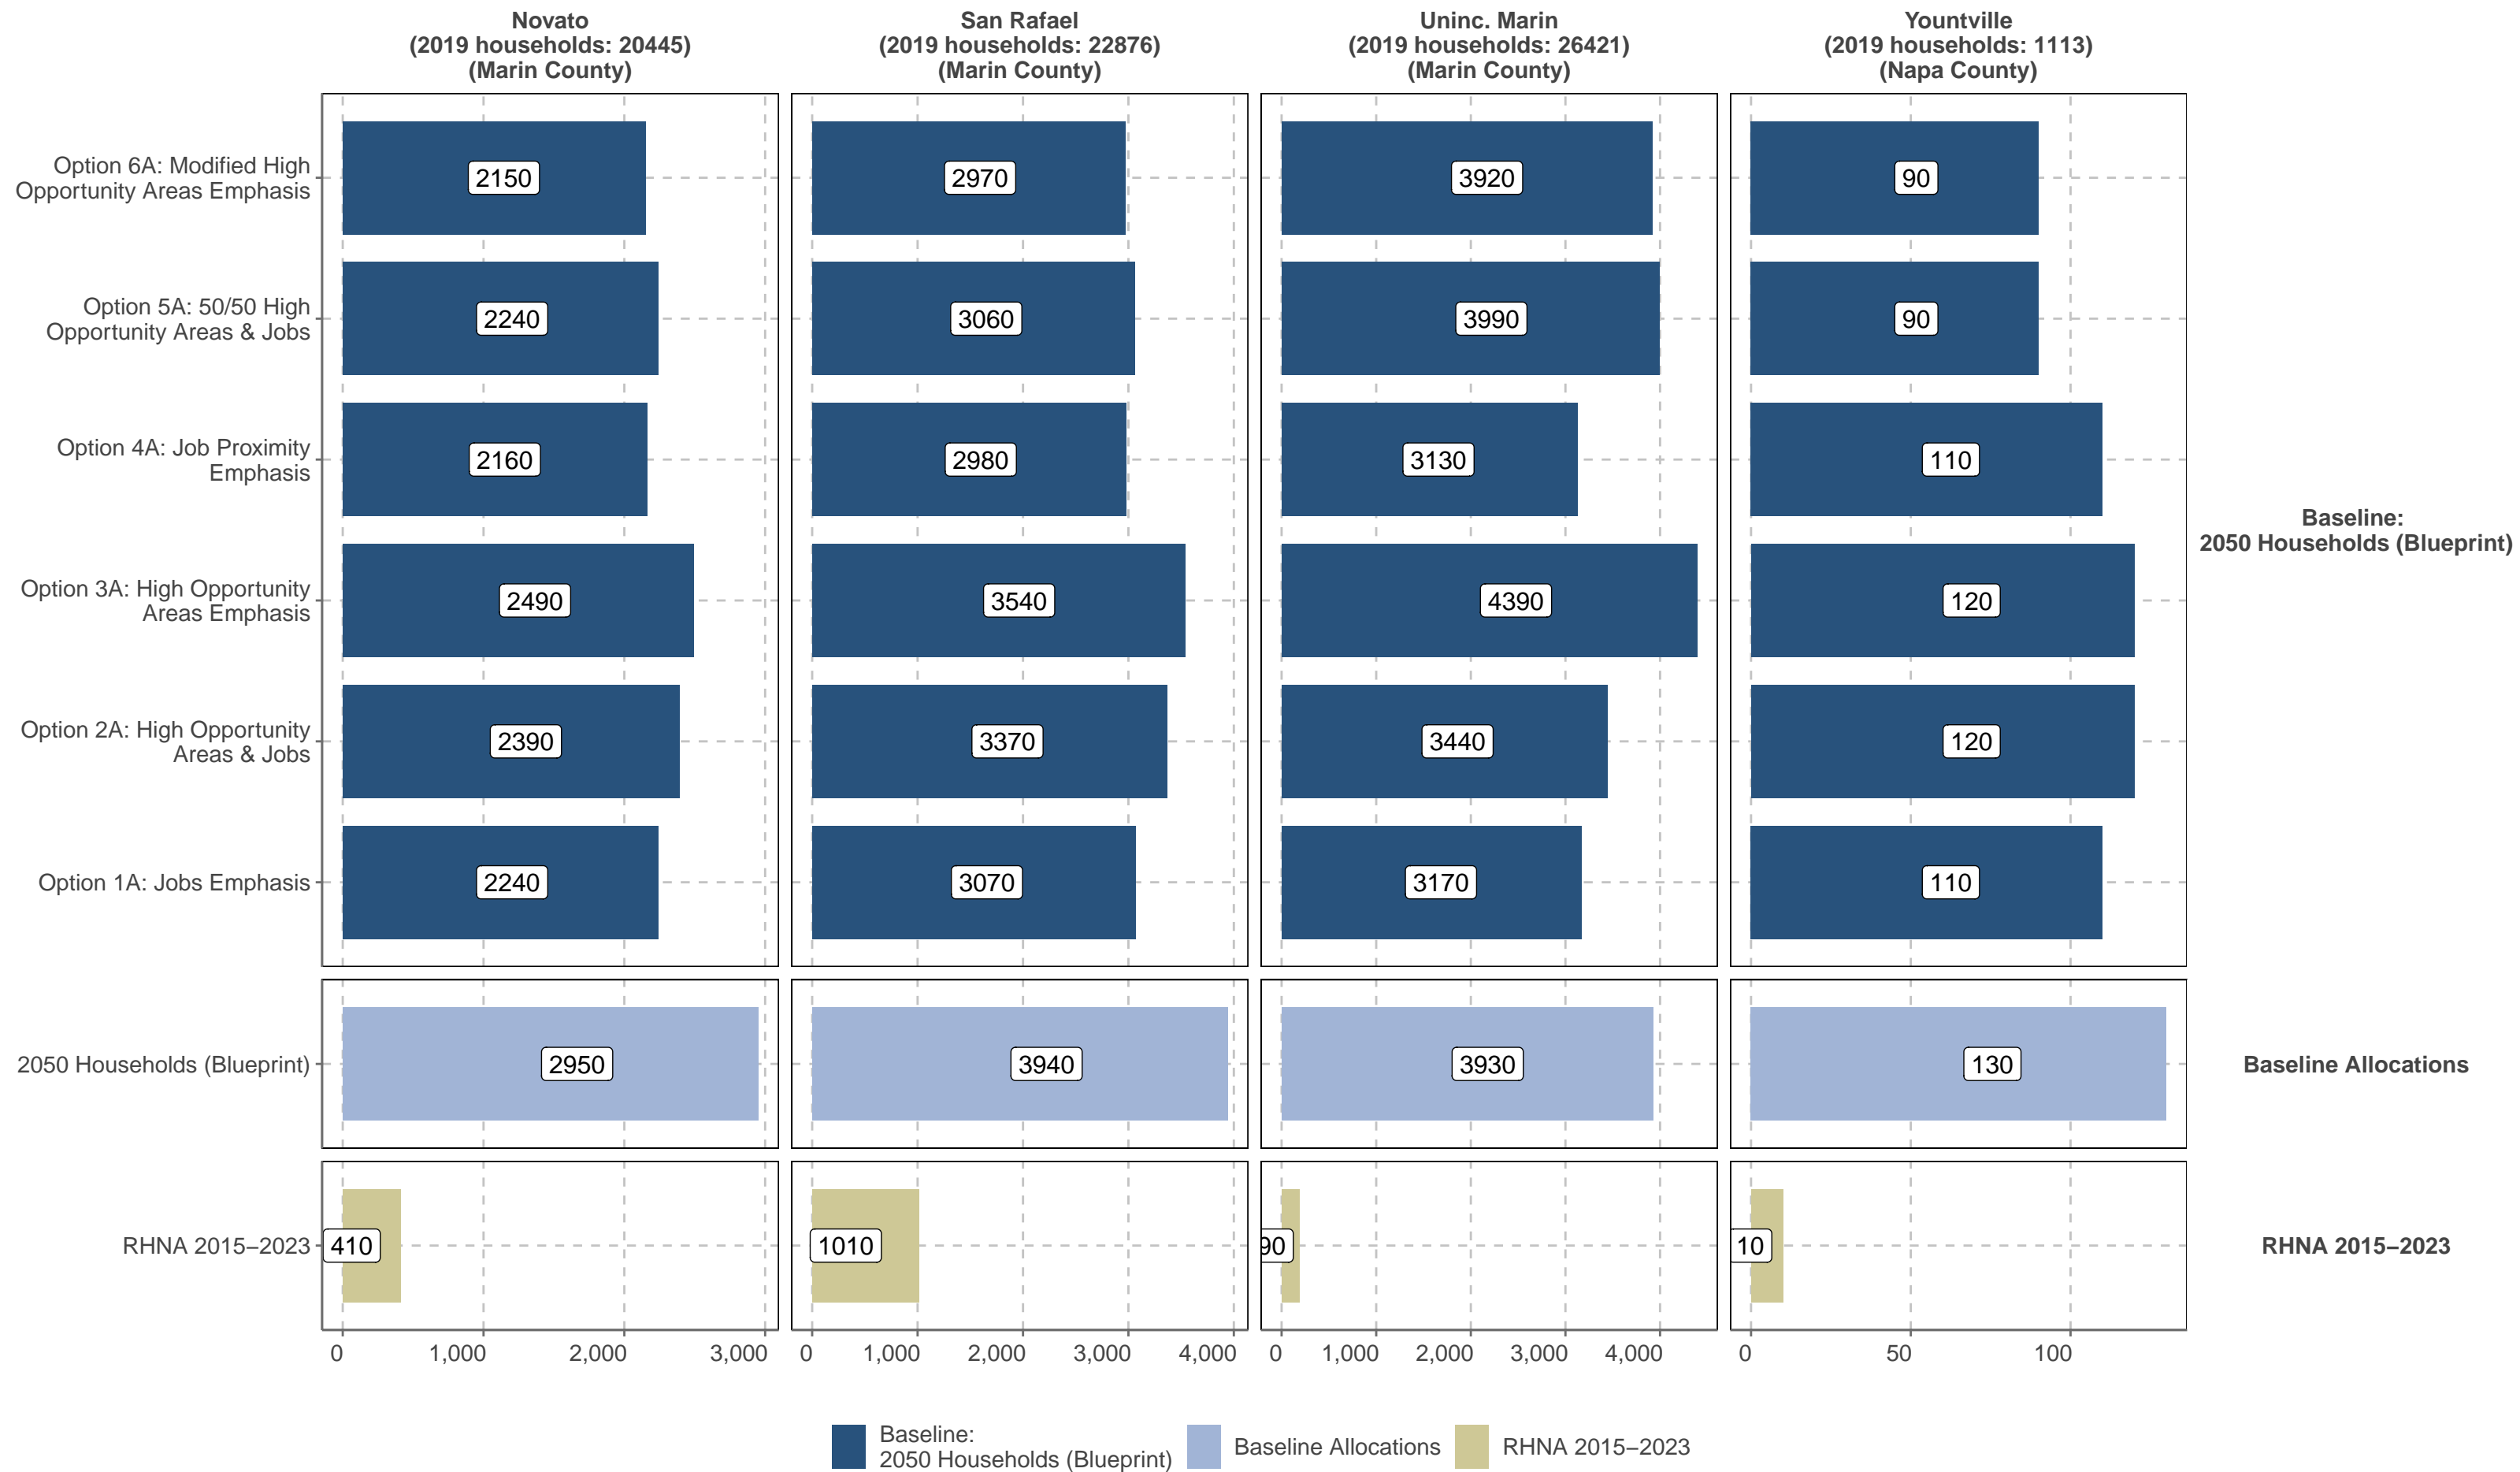 Novato
(2019 households: 20445)
(Marin County)
San Rafael
(2019 households: 22876)
(Marin County)
Uninc. Marin
(2019 households: 26421)
(Marin County)
Yountville
(2019 households: 1113)
(Napa County)
Option 6A: Modified High
Opportunity Areas Emphasis
2150
2970
3920
90
Option 5A: 50/50 High
Opportunity Areas & Jobs
2240
3060
3990
90
Option 4A: Job Proximity
Emphasis
2160
2980
3130
110
Baseline:
2050 Households (Blueprint)
Option 3A: High Opportunity
Areas Emphasis
2490
3540
4390
120
Option 2A: High Opportunity
Areas & Jobs
2390
3370
3440
120
Option 1A: Jobs Emphasis
2240
3070
3170
110
2050 Households (Blueprint)
2950
3940
3930
130
Baseline Allocations
RHNA 2015–2023
410
1010
10
RHNA 2015–2023
0 1,000 2,000 3,000
0 1,000 2,000 3,000 4,000
0 1,000 2,000 3,000 4,000
0 50 100
Baseline:
2050 Households (Blueprint)
Baseline Allocations
RHNA 2015–2023